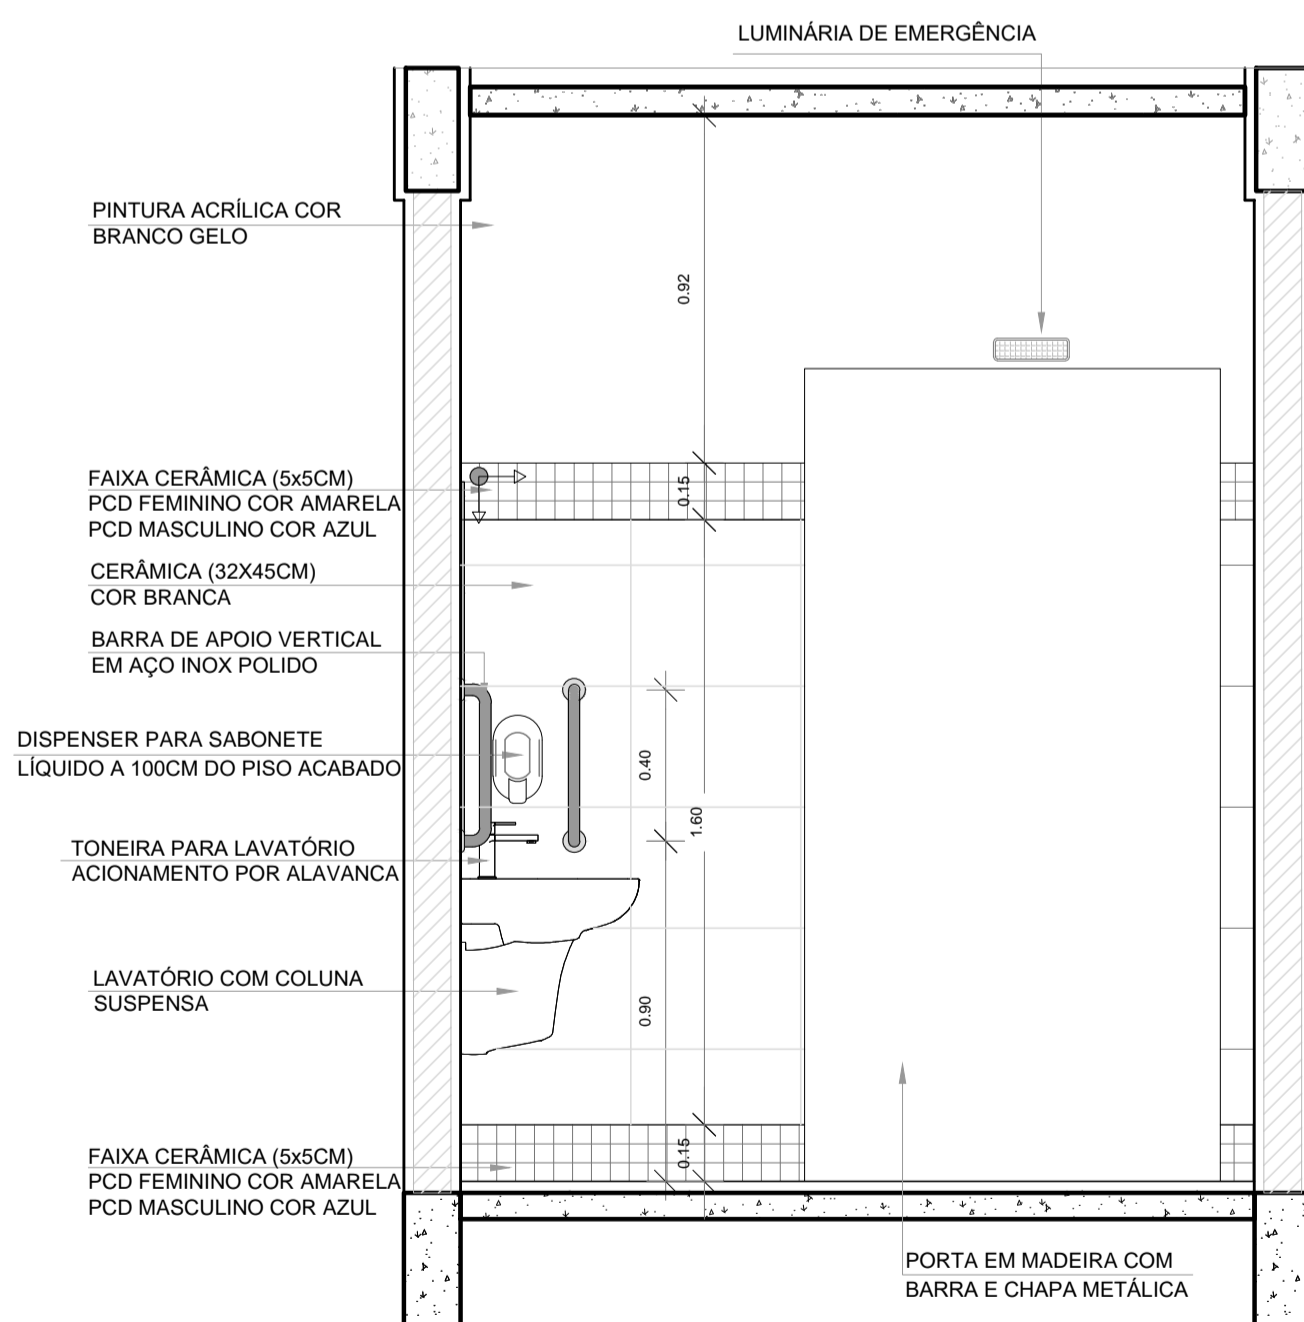 LUMINÁRIA DE EMERGÊNCIA
PINTURA ACRÍLICA COR
BRANCO GELO
0.92
FAIXA CERÂMICA (5x5CM)
PCD FEMININO COR AMARELA
PCD MASCULINO COR AZUL
0.15
CERÂMICA (32X45CM)
COR BRANCA
BARRA DE APOIO VERTICAL
EM AÇO INOX POLIDO
DISPENSER PARA SABONETE
LÍQUIDO A 100CM DO PISO ACABADO
0.40
1.60
TONEIRA PARA LAVATÓRIO
ACIONAMENTO POR ALAVANCA
LAVATÓRIO COM COLUNA
SUSPENSA
0.90
FAIXA CERÂMICA (5x5CM)
PCD FEMININO COR AMARELA
PCD MASCULINO COR AZUL
0.15
PORTA EM MADEIRA COM
BARRA E CHAPA METÁLICA